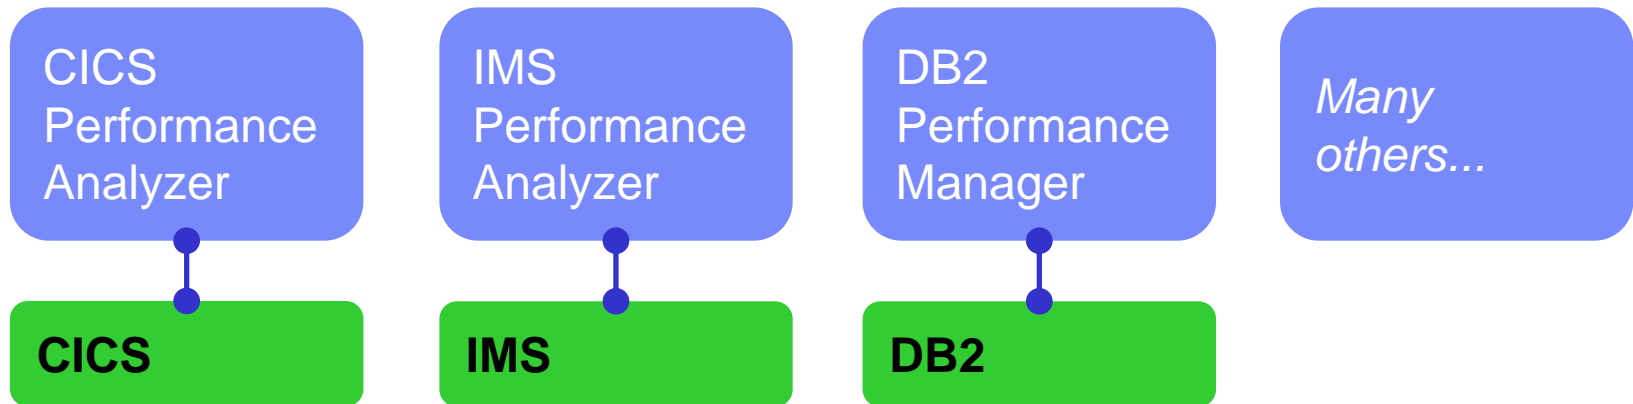 CICS
Performance
Analyzer
IMS
Performance
Analyzer
DB2
Performance
Manager
Many
others...
CICS
IMS
DB2